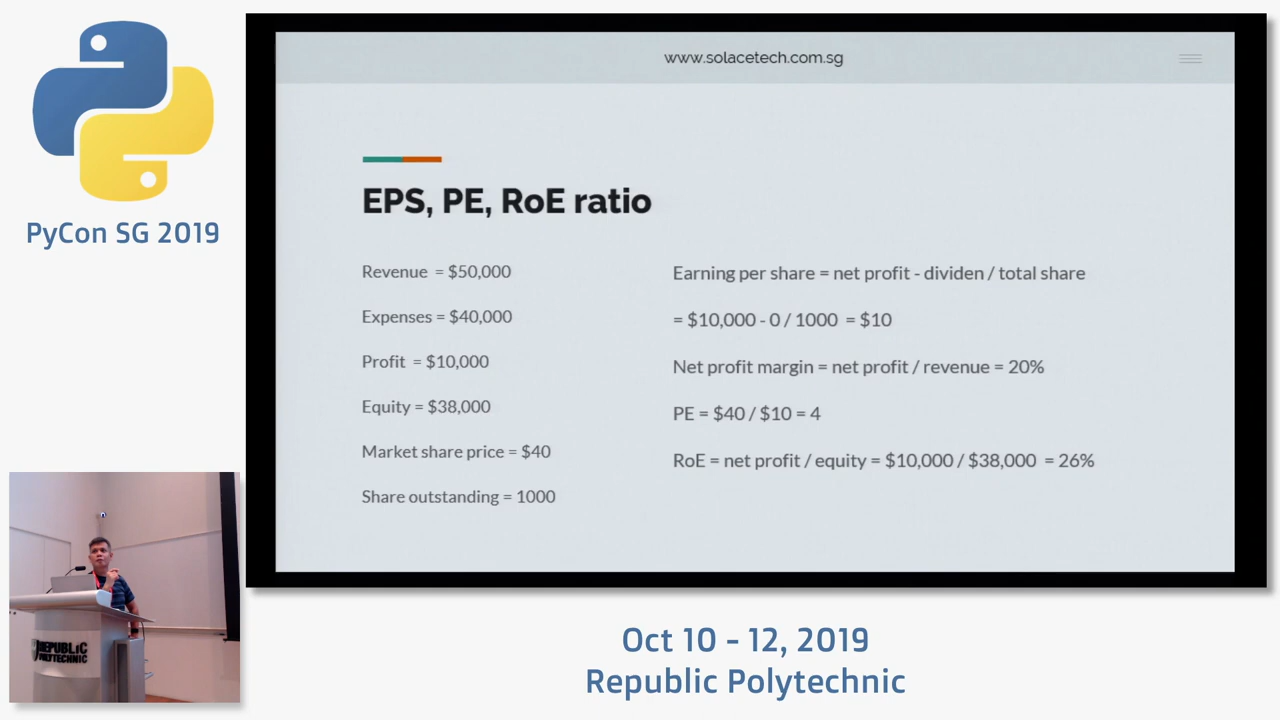 PyCon SG 2019
www.solacetech.com.sg
EPS, PE, RoE ratio
Revenue = $50,000
Expenses = $40,000
Profit = $10,000
Equity = $38,000
Market share price = $40
Share outstanding = 1000
Earning per share = net profit - dividen / total share
= $10,000 - 0 / 1000 = $10
Net profit margin = net profit / revenue = 20%
PE = $40 / $10 = 4
RoE = net profit / equity = $10,000 / $38,000 = 26%
REPUBLIC
POLYTECHNIC
Oct 10 - 12, 2019
Republic Polytechnic